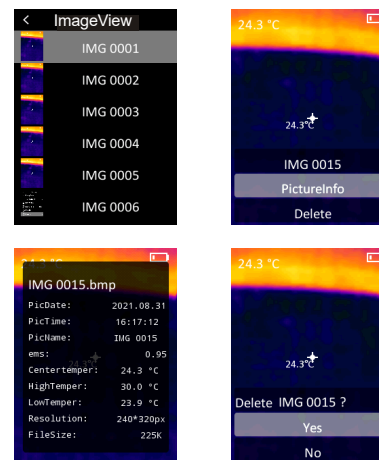 < ImageView
IMG 0001
IMG 0002
IMG 0003
IMG 0004
IMG 0005
IMG 0006
24.3 °C
24.3°C
IMG 0015
PictureInfo
Delete
IMG 0015.bmp
PicDate: 2021.08.31
PicTime: 16:17:12
PicName: IMG 0015
ems: 0.95
Centertemper: 24.3 °C
HighTemper: 30.0 °C
LowTemper: 23.9 °C
Resolution: 240*320px
FileSize: 225K
24.3 °C
24.3°C
Delete IMG 0015 ?
Yes
No